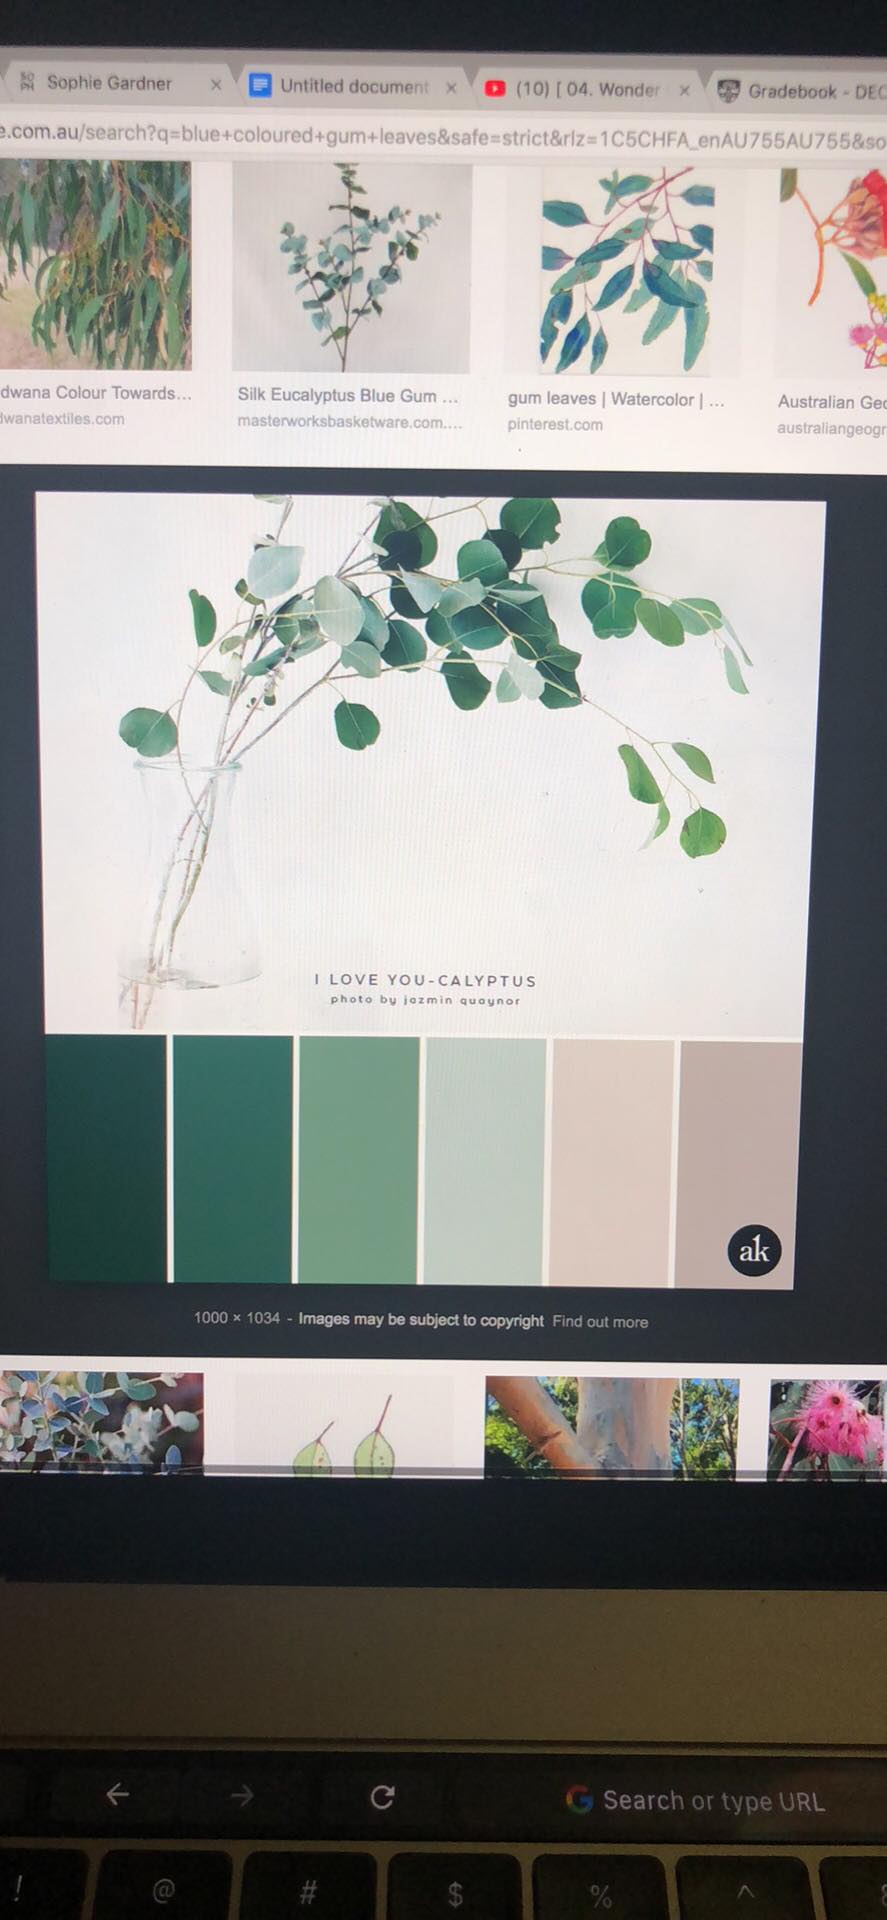 Sophie Gardner
Untitled document
(10) [ 04. Wonder
Gradebook - DEC
e.com.au/search?q=blue+coloured+gum+leaves&safe=strict&rlz=1C5CHFA_enAU755AU755&so
dwana Colour Towards...
dwanatextiles.com
Silk Eucalyptus Blue Gum ...
masterworksbasketware.com....
gum leaves | Watercolor | ...
pinterest.com
Australian Geo
australiangeogr
I LOVE YOU-CALYPTUS
photo by jazmin quaynor
ak
1000 × 1034 - Images may be subject to copyright Find out more
Search or type URL
! @ # $ % ^